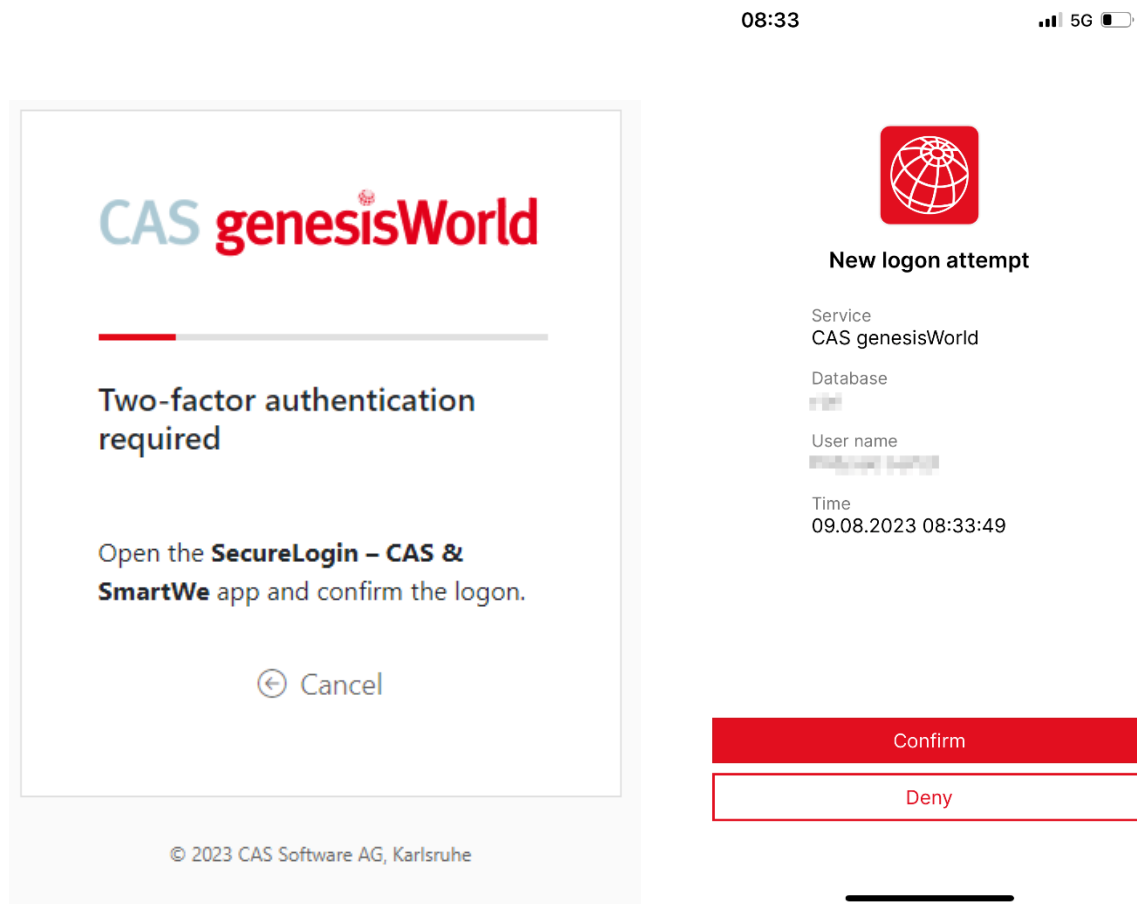 CAS genesisWorld
Two-factor authentication
required
Open the SecureLogin – CAS &
SmartWe app and confirm the logon.
Cancel
© 2023 CAS Software AG, Karlsruhe
08:33
5G
New logon attempt
Service
CAS genesisWorld
Database
User name
Time
09.08.2023 08:33:49
Confirm
Deny